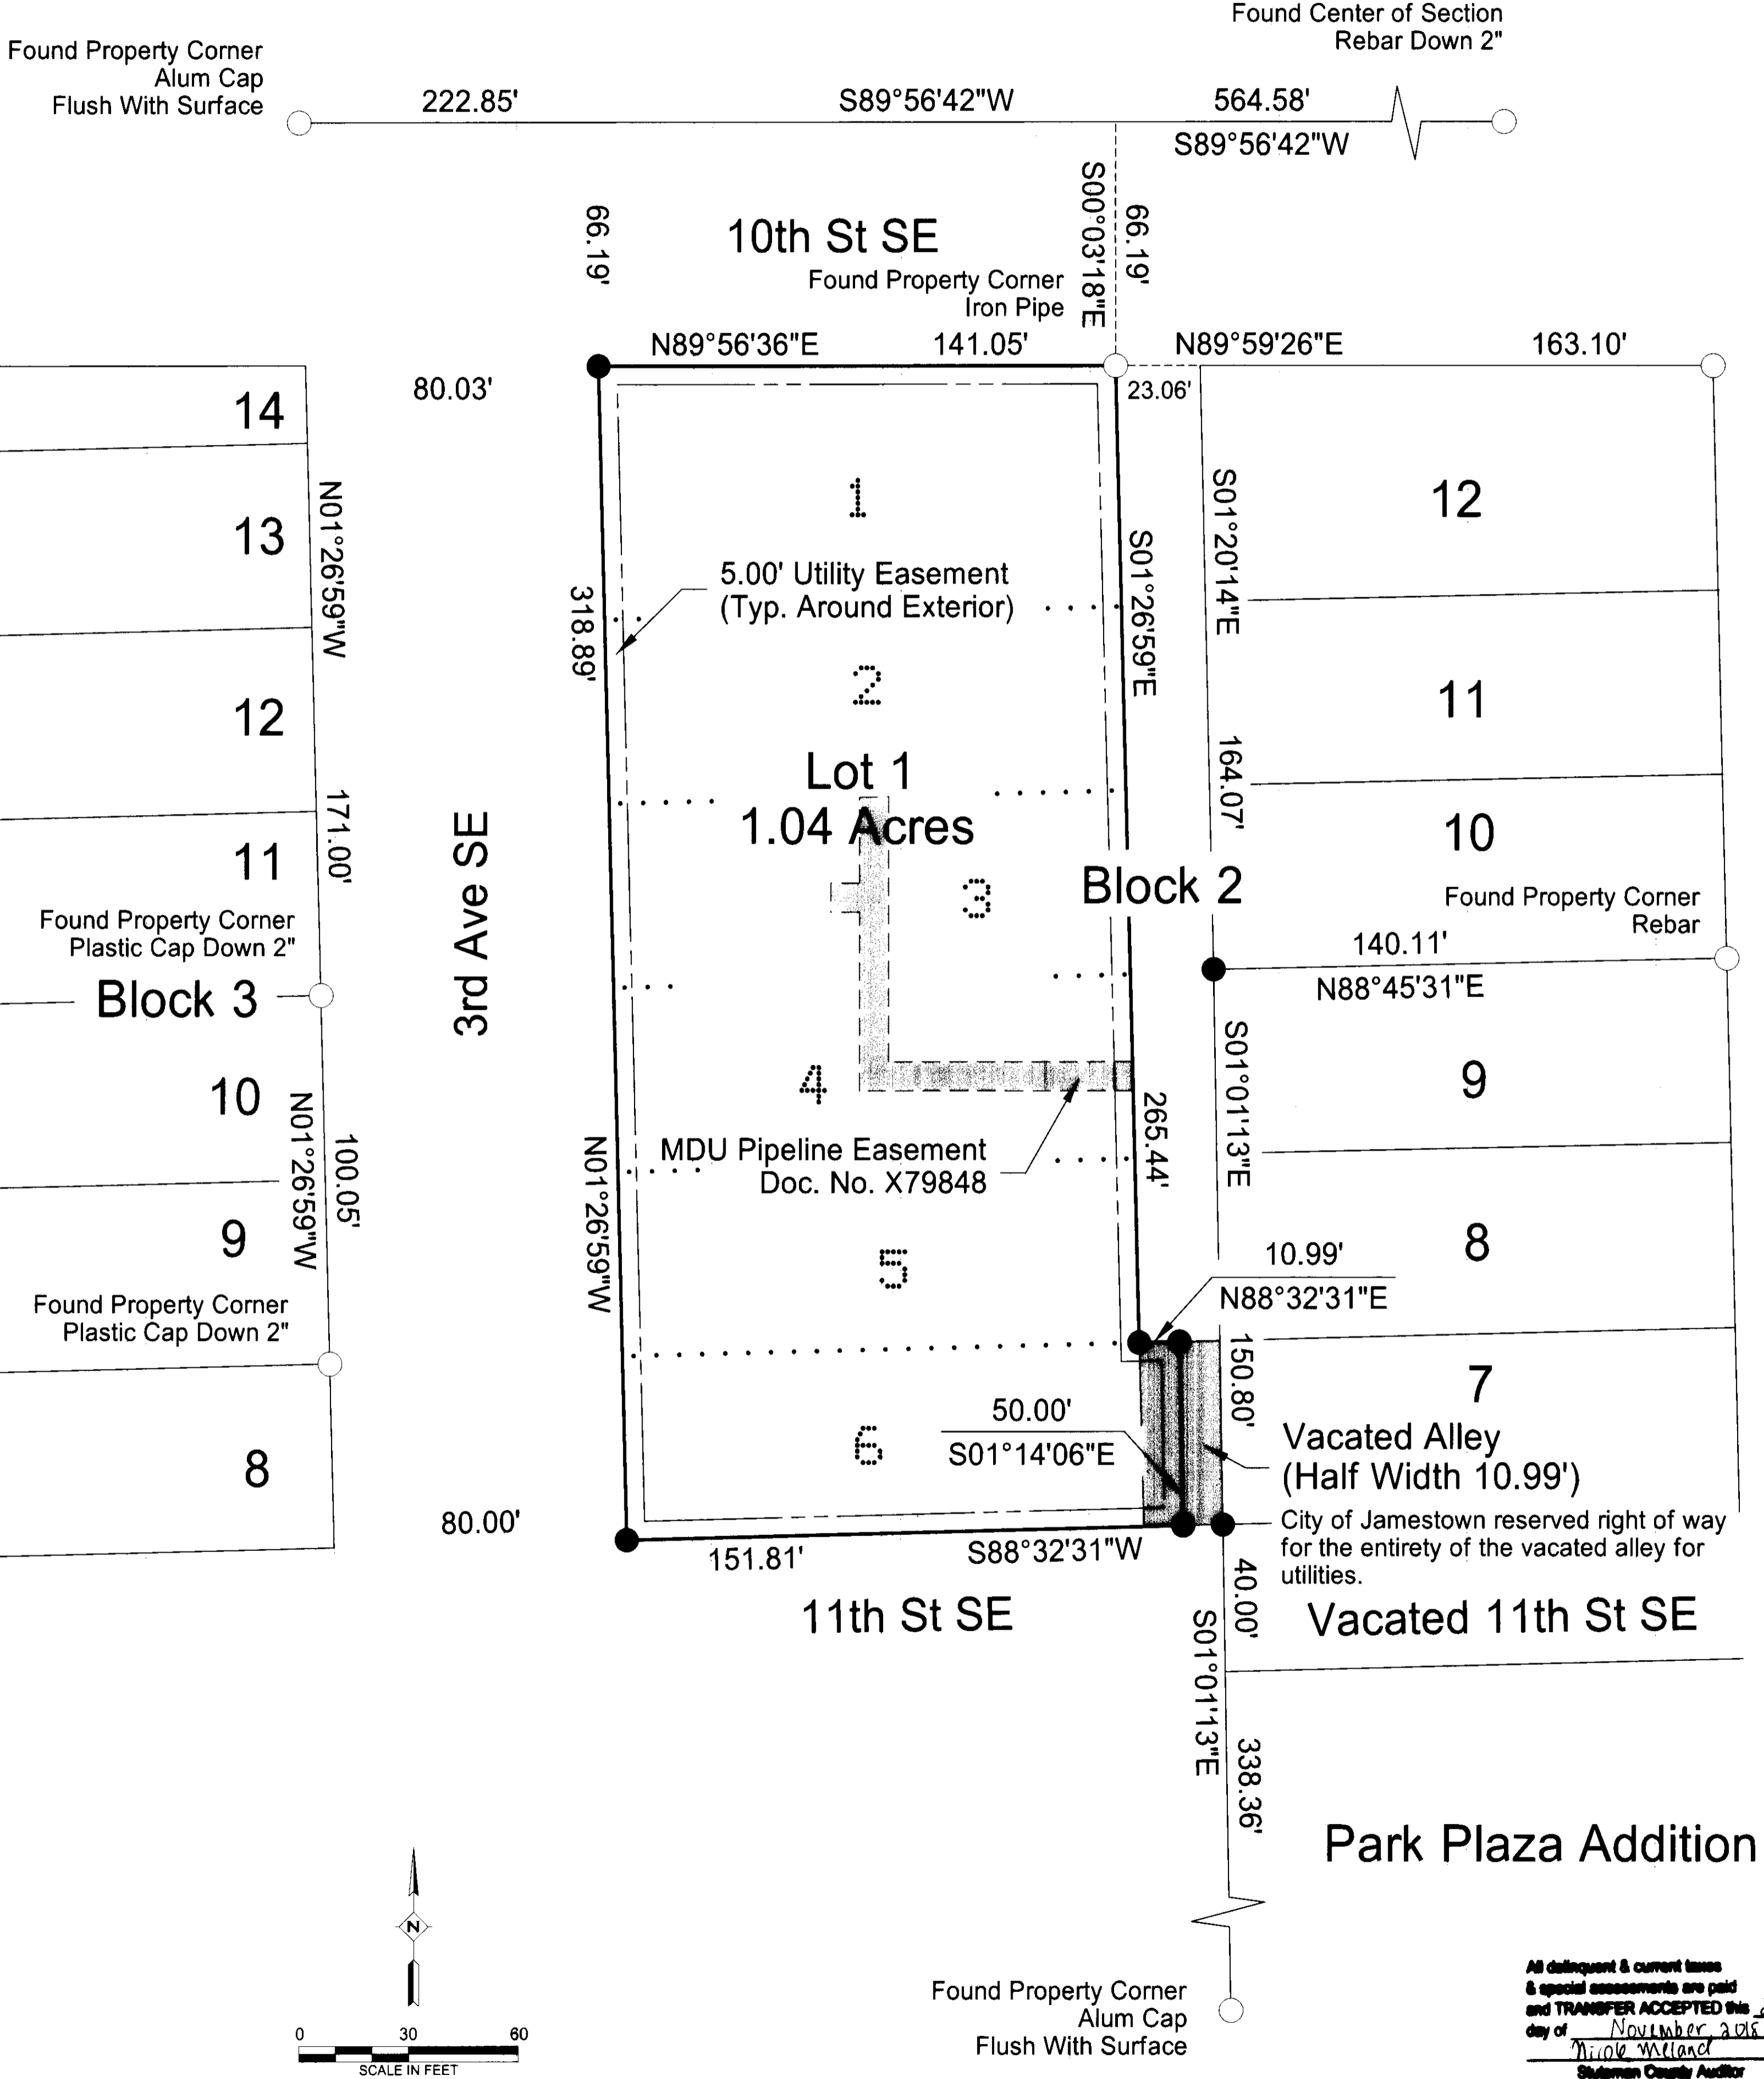 Found Center of Section
Rebar Down 2"
Found Property Corner
Alum Cap
Flush With Surface
222.85'
S89°56'42"W
564.58'
S89°56'42"W
S00°03'18"E
66.19'
66.19'
10th St SE
Found Property Corner
Iron Pipe
N89°56'36"E
141.05'
N89°59'26"E
163.10'
80.03'
23.06'
14
13
12
11
N01°26'59"W
171.00'
Found Property Corner
Plastic Cap Down 2"
Block 3
10
9
N01°26'59"W
100.05'
Found Property Corner
Plastic Cap Down 2"
8
3rd Ave SE
80.00'
318.89'
N01°26'59"W
1
5.00' Utility Easement
(Typ. Around Exterior)
2
Lot 1
1.04 Acres
3
4
MDU Pipeline Easement
Doc. No. X79848
5
6
50.00'
S01°14'06"E
151.81'
S88°32'31"W
11th St SE
S01°26'59"E
265.44'
Block 2
S01°20'14"E
164.07'
12
11
10
Found Property Corner
Rebar
140.11'
N88°45'31"E
S01°01'13"E
9
8
10.99'
N88°32'31"E
150.80'
7
Vacated Alley
(Half Width 10.99')
City of Jamestown reserved right of way
for the entirety of the vacated alley for
utilities.
40.00'
Vacated 11th St SE
S01°01'13"E
338.36'
Park Plaza Addition
N
0 30 60
SCALE IN FEET
Found Property Corner
Alum Cap
Flush With Surface
All delinquent & current taxes
& special assessments are paid
and TRANSFER ACCEPTED this
day of November, 2018
Nicole Meland
Stutsman County Auditor